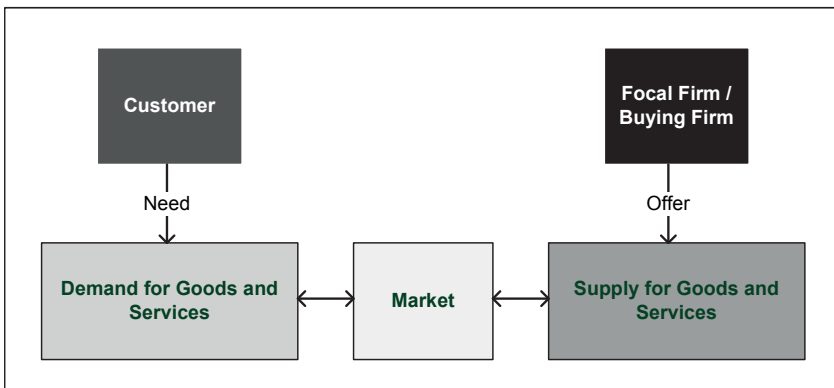 Customer
Focal Firm /
Buying Firm
Need
Offer
Demand for Goods and
Services
Market
Supply for Goods and
Services